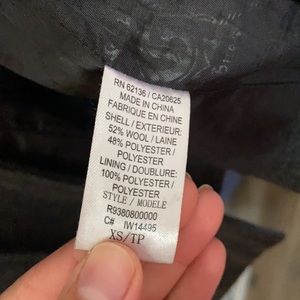 RN 62136 / CA20625
MADE IN CHINA
FABRIQUE EN CHINE
SHELL / EXTERIEUR:
52% WOOL / LAINE
48% POLYESTER /
POLYESTER
LINING / DOUBLURE:
100% POLYESTER /
POLYESTER
STYLE / MODELE
R9380800000
C# IW14495
XS/TP